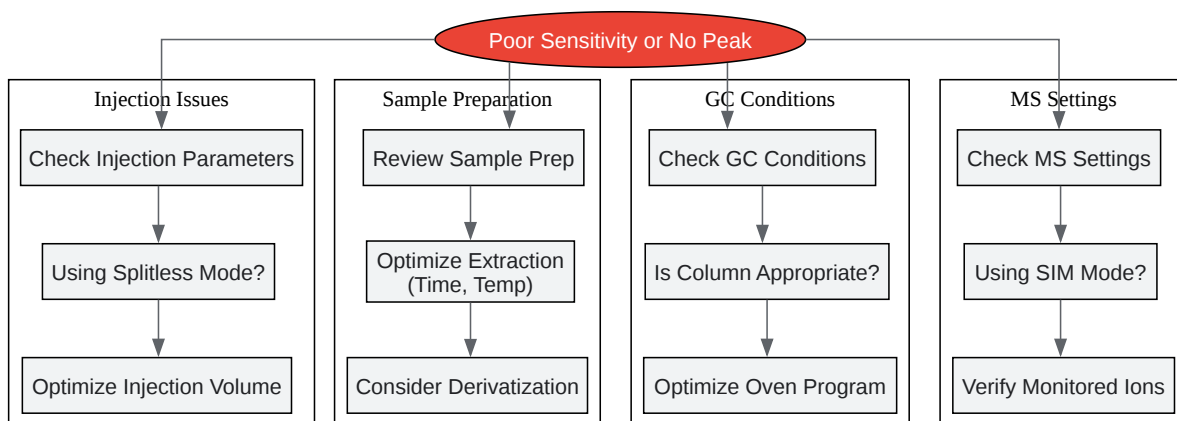 Poor Sensitivity or No Peak
Injection Issues
Check Injection Parameters
Using Splitless Mode?
Optimize Injection Volume
Sample Preparation
Review Sample Prep
Optimize Extraction
(Time, Temp)
Consider Derivatization
GC Conditions
Check GC Conditions
Is Column Appropriate?
Optimize Oven Program
MS Settings
Check MS Settings
Using SIM Mode?
Verify Monitored Ions